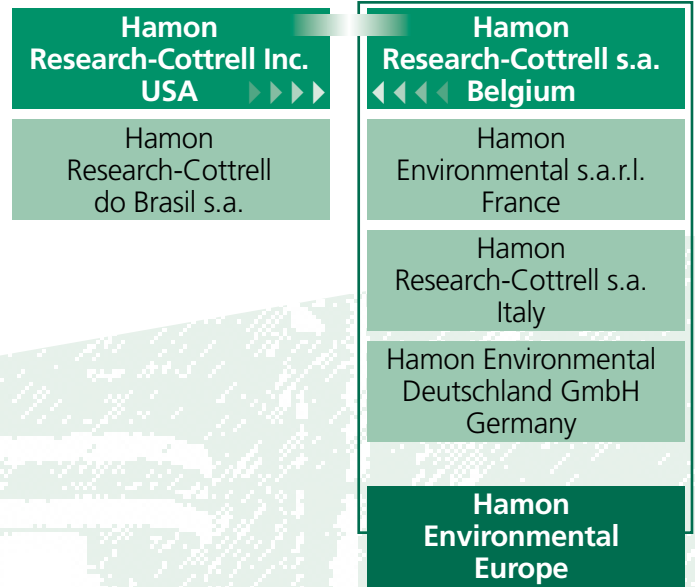 Hamon
Research-Cottrell Inc.
USA
Hamon
Research-Cottrell
do Brasil s.a.
Hamon
Research-Cottrell s.a.
Belgium
Hamon
Environmental s.a.r.l.
France
Hamon
Research-Cottrell s.a.
Italy
Hamon Environmental
Deutschland GmbH
Germany
Hamon
Environmental
Europe